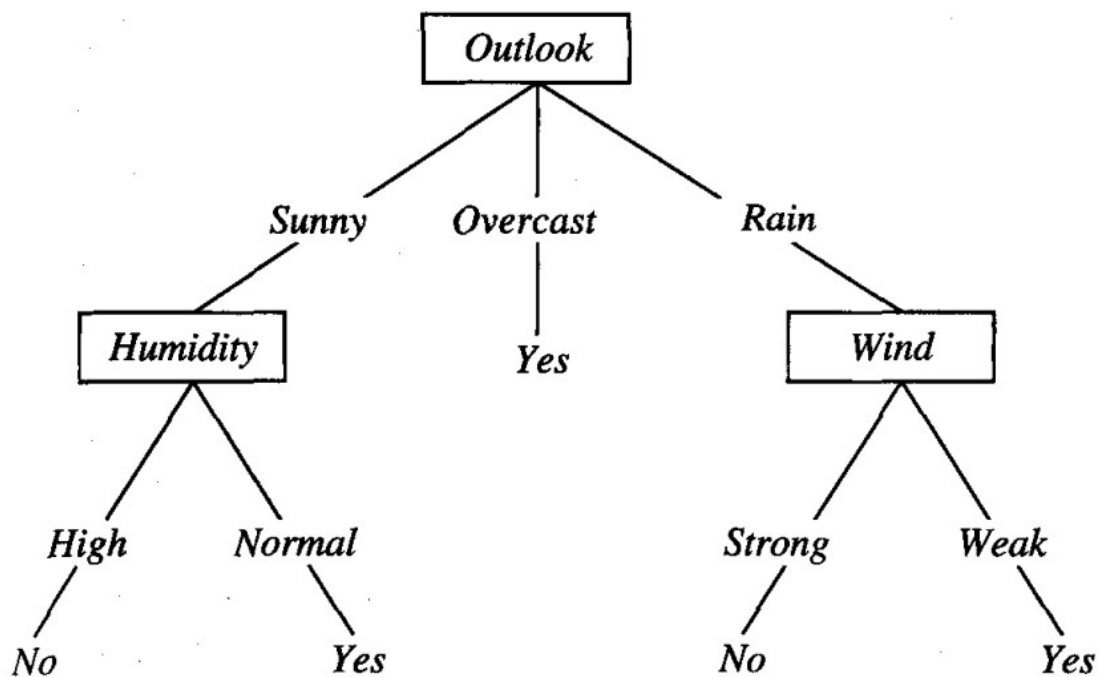 Outlook
Sunny Overcast Rain
Humidity Yes Wind
High Normal Strong Weak
No Yes No Yes